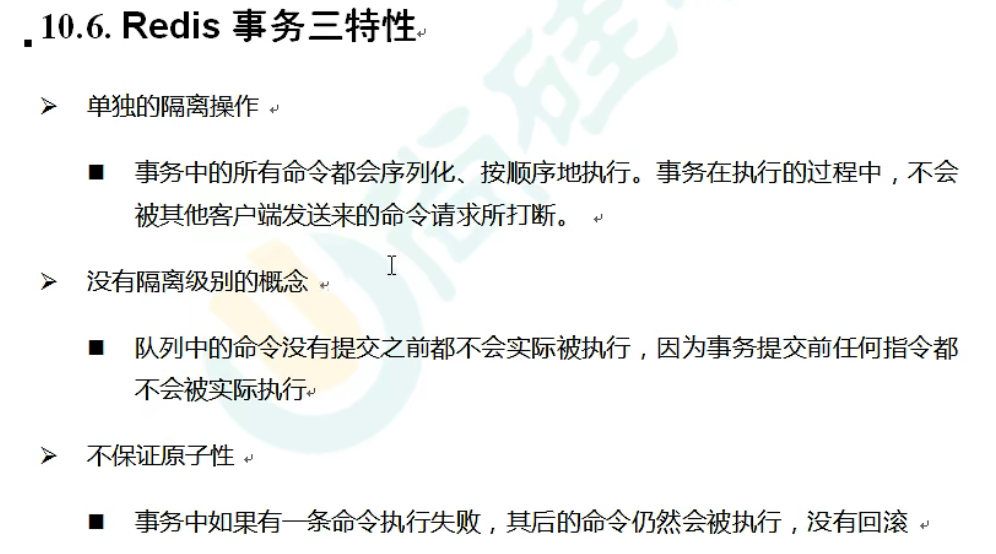 10.6. Redis 事务三特性
单独的隔离操作
事务中的所有命令都会序列化、按顺序地执行。事务在执行的过程中，不会
被其他客户端发送来的命令请求所打断。
没有隔离级别的概念
队列中的命令没有提交之前都不会实际被执行，因为事务提交前任何指令都
不会被实际执行
不保证原子性
事务中如果有一条命令执行失败，其后的命令仍然会被执行，没有回滚
尚硅